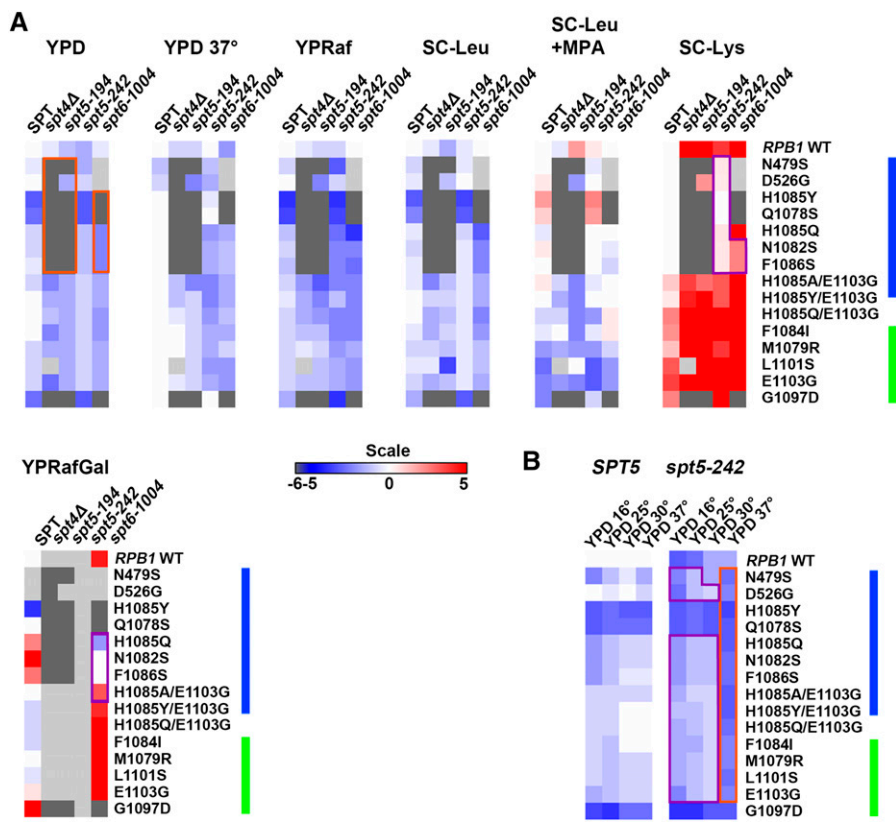 A
YPD
YPD 37°
YPRaf
SC-Leu
SC-Leu
+MPA
SC-Lys
SPT
spt4Δ
spt5-194
spt5-242
spt6-1004
SPT
spt4Δ
spt5-194
spt5-242
spt6-1004
SPT
spt4Δ
spt5-194
spt5-242
spt6-1004
SPT
spt4Δ
spt5-194
spt5-242
spt6-1004
SPT
spt4Δ
spt5-194
spt5-242
spt6-1004
SPT
spt4Δ
spt5-194
spt5-242
spt6-1004
RPB1 WT
N479S
D526G
H1085Y
Q1078S
H1085Q
N1082S
F1086S
H1085A/E1103G
H1085Y/E1103G
H1085Q/E1103G
F1084I
M1079R
L1101S
E1103G
G1097D
YPRafGal
SPT
spt4Δ
spt5-194
spt5-242
spt6-1004
RPB1 WT
N479S
D526G
H1085Y
Q1078S
H1085Q
N1082S
F1086S
H1085A/E1103G
H1085Y/E1103G
H1085Q/E1103G
F1084I
M1079R
L1101S
E1103G
G1097D
Scale
-6-5 0 5
B
SPT5 spt5-242
YPD 16°
YPD 25°
YPD 30°
YPD 37°
YPD 16°
YPD 25°
YPD 30°
YPD 37°
RPB1 WT
N479S
D526G
H1085Y
Q1078S
H1085Q
N1082S
F1086S
H1085A/E1103G
H1085Y/E1103G
H1085Q/E1103G
F1084I
M1079R
L1101S
E1103G
G1097D